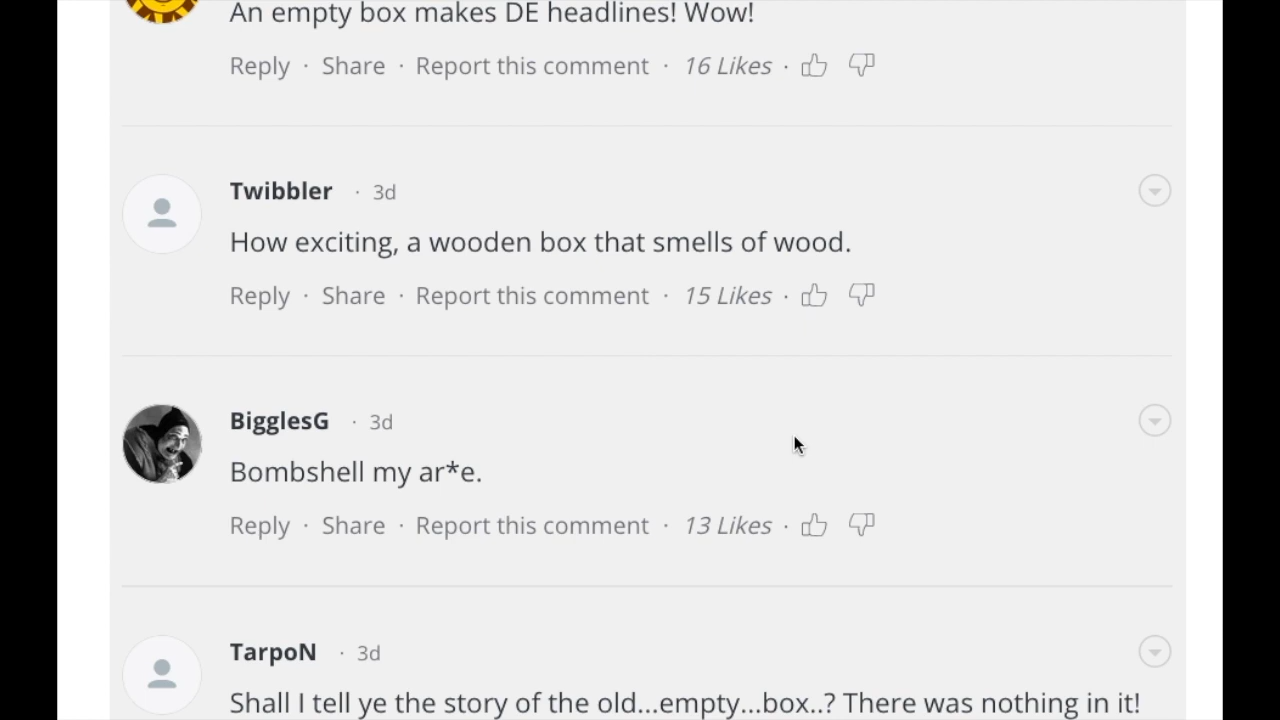 An empty box makes DE headlines! Wow!
Reply · Share · Report this comment · 16 Likes ·
Twibbler · 3d
How exciting, a wooden box that smells of wood.
Reply · Share · Report this comment · 15 Likes ·
BigglesG · 3d
Bombshell my ar*e.
Reply · Share · Report this comment · 13 Likes ·
TarpoN · 3d
Shall I tell ye the story of the old...empty...box..? There was nothing in it!